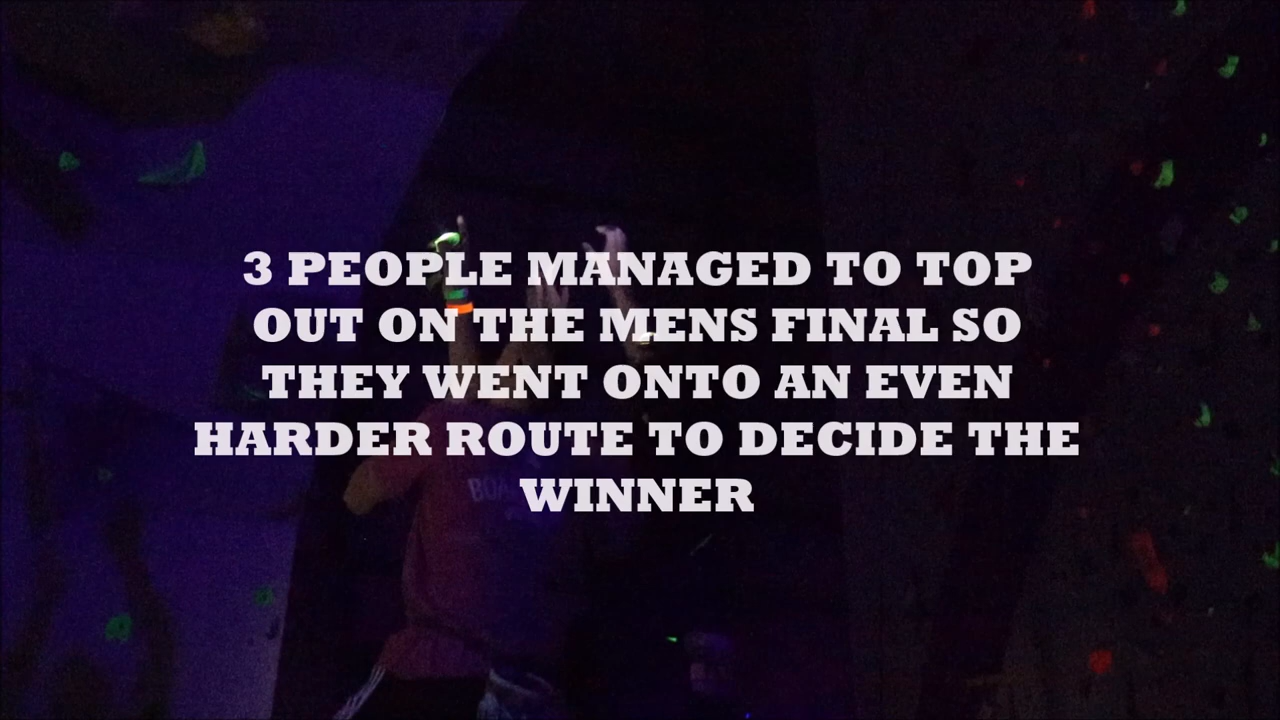 3 PEOPLE MANAGED TO TOP
OUT ON THE MENS FINAL SO
THEY WENT ONTO AN EVEN
HARDER ROUTE TO DECIDE THE
WINNER